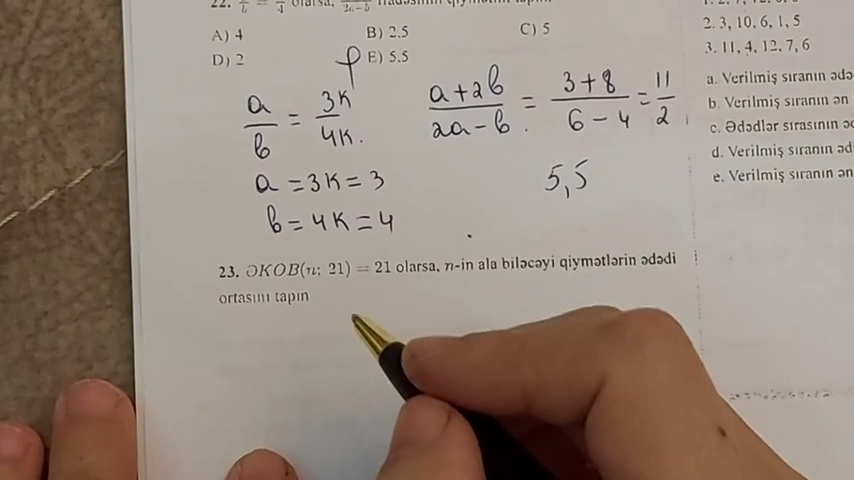 22. olarsa,
A) 4 B) 2.5 C) 5
D) 2 E) 5.5
a/b = 3K/4K.
a = 3K = 3
b = 4K = 4
a+2b/2a-b = 3+8/6-4 = 11/2
5,5
23. ƏKOB(n; 21) = 21 olarsa, n-in ala biləcəyi qiymətlərin ədədi
ortasını tapın
2. 3, 10, 6, 1, 5
3. 11, 4, 12, 7, 6
a. Verilmiş sıranın
b. Verilmiş sıranın ən
c. Ədədlər sırasının
d. Verilmiş sıranın
e. Verilmiş sıranın ən